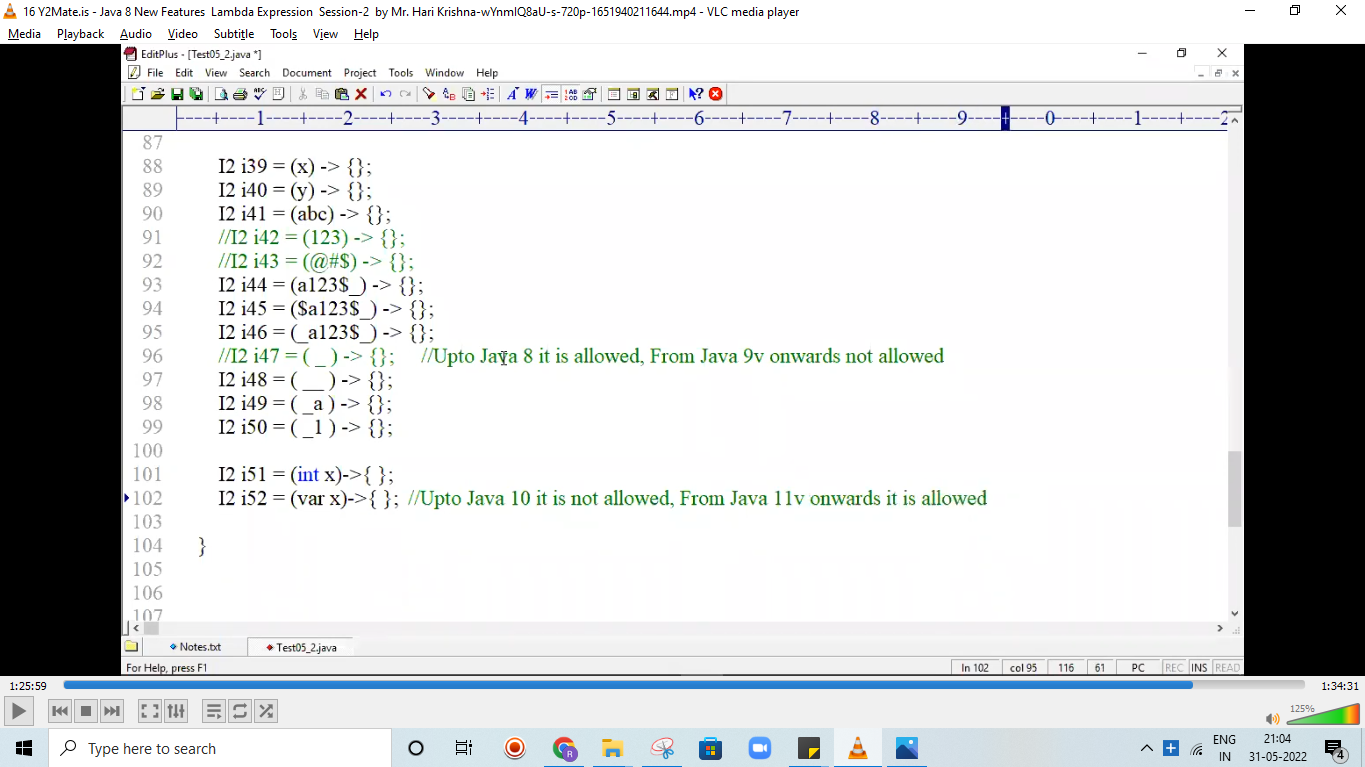 16 Y2Mate.is - Java 8 New Features Lambda Expression Session-2 by Mr. Hari Krishna-wYnmlQ8aU-s-720p-1651940211644.mp4 - VLC media player
Media Playback Audio Video Subtitle Tools View Help
EditPlus - [Test05_2.java *]
File Edit View Search Document Project Tools Window Help
----+----1----+----2----+----3----+----4----+----5----+----6----+----7----+----8----+----9----+----0----+----1----+----2
87
88 I2 i39 = (x) -> {};
89 I2 i40 = (y) -> {};
90 I2 i41 = (abc) -> {};
91 //I2 i42 = (123) -> {};
92 //I2 i43 = (@#$) -> {};
93 I2 i44 = (a123$_) -> {};
94 I2 i45 = ($a123$_) -> {};
95 I2 i46 = (_a123$_) -> {};
96 //I2 i47 = ( _ ) -> {}; //Upto Java 8 it is allowed, From Java 9v onwards not allowed
97 I2 i48 = ( __ ) -> {};
98 I2 i49 = ( _a ) -> {};
99 I2 i50 = ( _1 ) -> {};
100
101 I2 i51 = (int x)->{ };
102 I2 i52 = (var x)->{ }; //Upto Java 10 it is not allowed, From Java 11v onwards it is allowed
103
104 }
105
106
107
Notes.txt Test05_2.java
For Help, press F1 ln 102 col 95 116 61 PC REC INS READ
1:25:59 1:34:31
125%
Type here to search
ENG 21:04
IN 31-05-2022 4